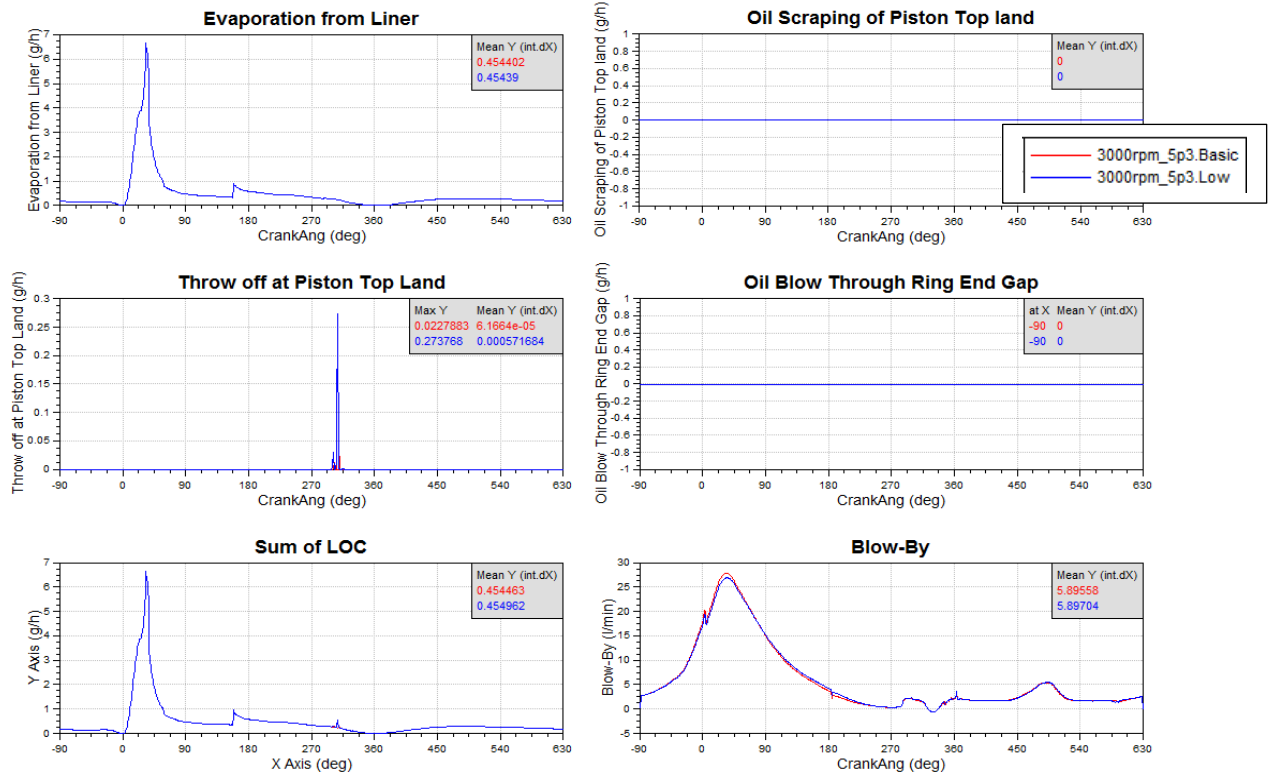 Evaporation from Liner
Evaporation from Liner (g/h)
7
6
5
4
3
2
1
0
-90 0 90 180 270 360 450 540 630
CrankAng (deg)
Mean Y (int.dX)
0.454402
0.45439
Oil Scraping of Piston Top land
Oil Scraping of Piston Top land (g/h)
1
0.8
0.6
0.4
0.2
0
-0.2
-0.4
-0.6
-0.8
-1
-90 0 90 180 270 360 450 540 630
CrankAng (deg)
Mean Y (int.dX)
0
0
3000rpm_5p3.Basic
3000rpm_5p3.Low
Throw off at Piston Top Land
Throw off at Piston Top Land (g/h)
0.3
0.25
0.2
0.15
0.1
0.05
0
-90 0 90 180 270 360 450 540 630
CrankAng (deg)
Max Y Mean Y (int.dX)
0.0227883 6.1664e-05
0.273768 0.000571684
Oil Blow Through Ring End Gap
Oil Blow Through Ring End Gap (g/h)
1
0.8
0.6
0.4
0.2
0
-0.2
-0.4
-0.6
-0.8
-1
-90 0 90 180 270 360 450 540 630
CrankAng (deg)
at X Mean Y (int.dX)
-90 0
-90 0
Sum of LOC
Y Axis (g/h)
7
6
5
4
3
2
1
0
-90 0 90 180 270 360 450 540 630
X Axis (deg)
Mean Y (int.dX)
0.454463
0.454962
Blow-By
Blow-By (l/min)
30
25
20
15
10
5
0
-5
-90 0 90 180 270 360 450 540 630
CrankAng (deg)
Mean Y (int.dX)
5.89558
5.89704